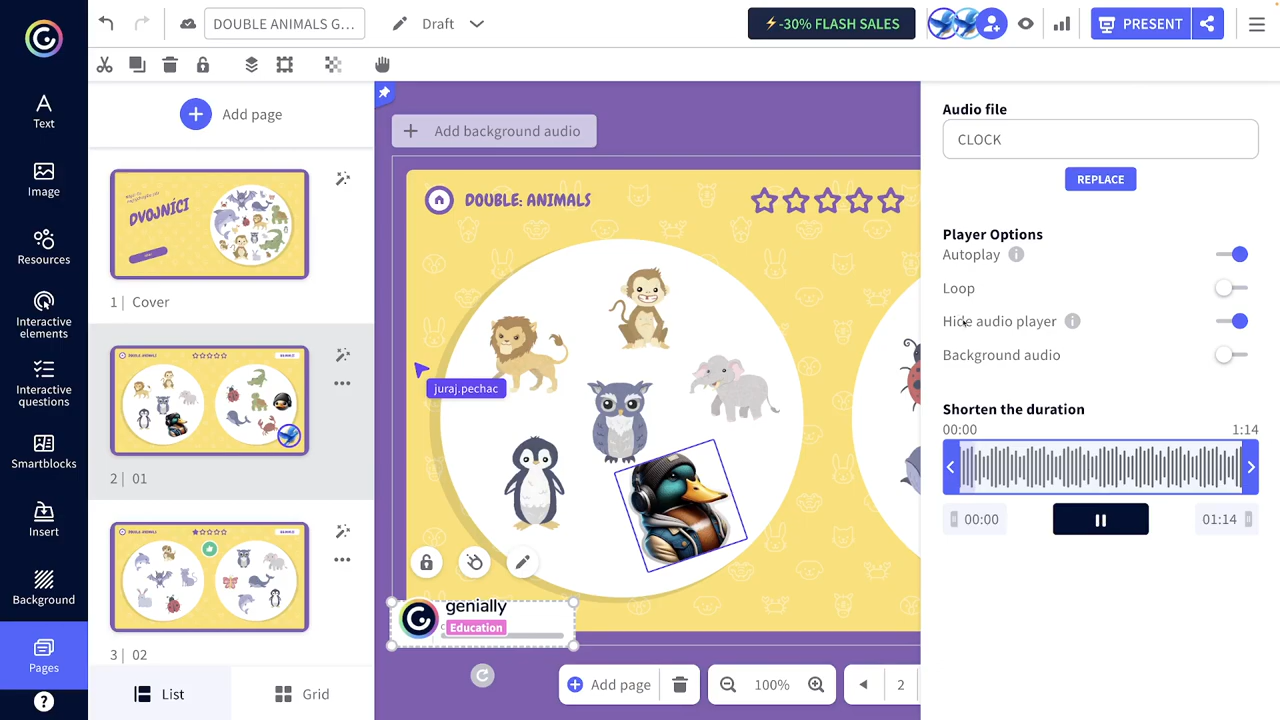 DOUBLE ANIMALS G...
Draft
⚡-30% FLASH SALES
PRESENT
Text
Image
Resources
Interactive
elements
Interactive
questions
Smartblocks
Insert
Background
Pages
?
Add page
DVOJNÍCI
1 | Cover
2 | 01
3 | 02
List
Grid
Add background audio
DOUBLE: ANIMALS
juraj.pechac
genially
Education
Add page
100%
2
Audio file
CLOCK
REPLACE
Player Options
Autoplay
Loop
Hide audio player
Background audio
Shorten the duration
00:00
1:14
00:00
01:14